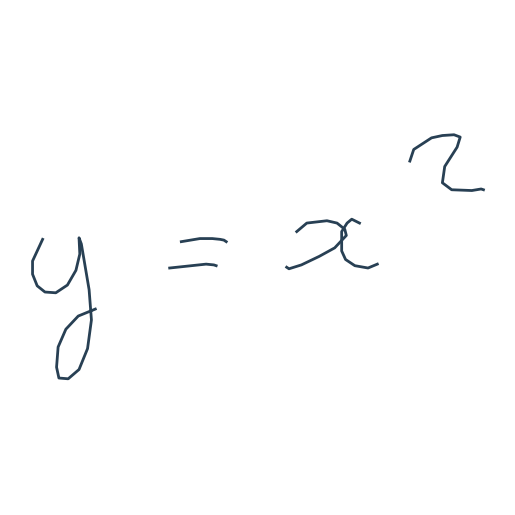 y = x²